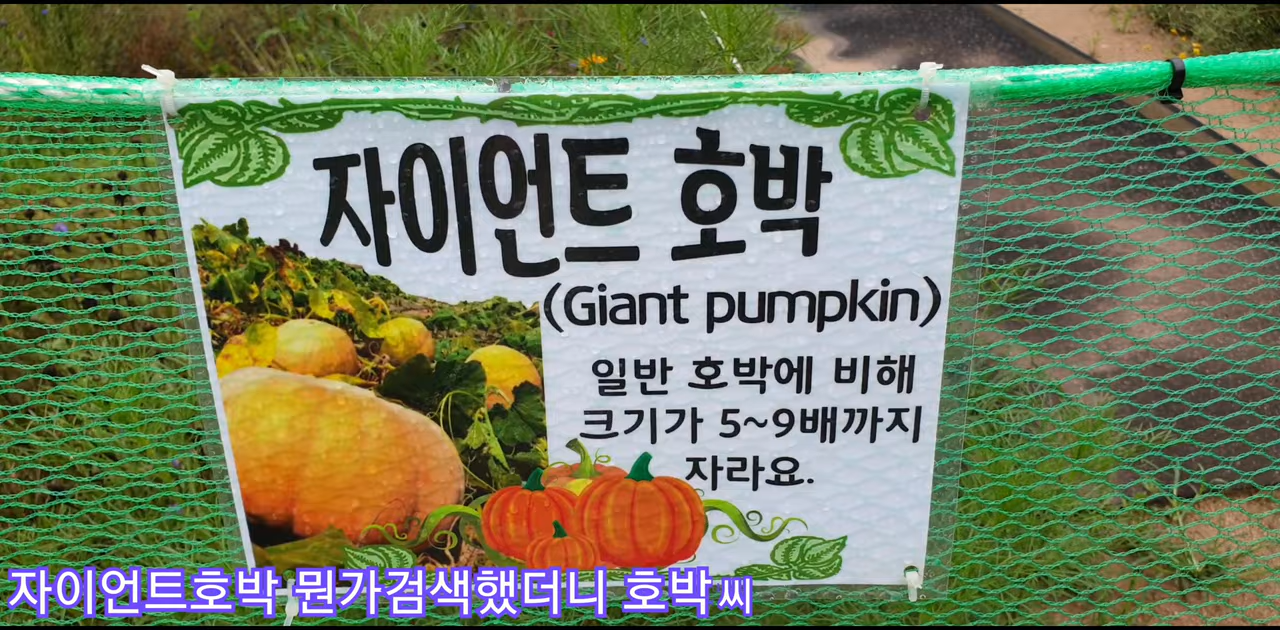 자이언트 호박
(Giant pumpkin)
일반 호박에 비해
크기가 5~9배까지
자라요.
자이언트호박 뭔가검색했더니 호박씨